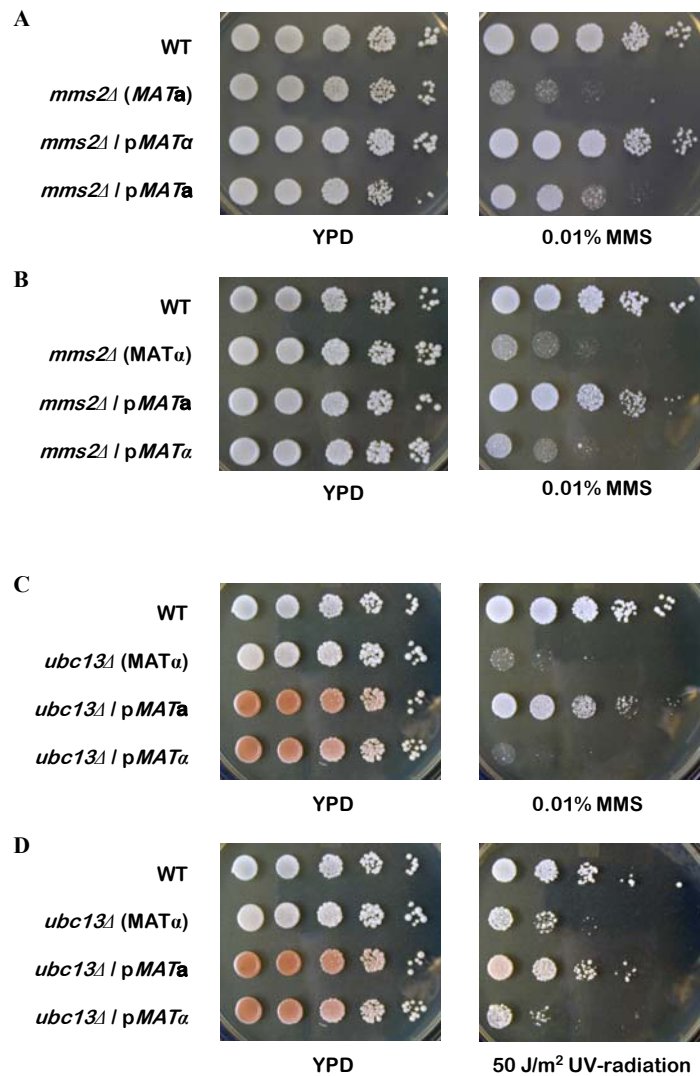 A
WT
mms2Δ (MATa)
mms2Δ / pMATα
mms2Δ / pMATa
YPD
0.01% MMS
B
WT
mms2Δ (MATα)
mms2Δ / pMATa
mms2Δ / pMATα
YPD
0.01% MMS
C
WT
ubc13Δ (MATα)
ubc13Δ / pMATa
ubc13Δ / pMATα
YPD
0.01% MMS
D
WT
ubc13Δ (MATα)
ubc13Δ / pMATa
ubc13Δ / pMATα
YPD
50 J/m² UV-radiation